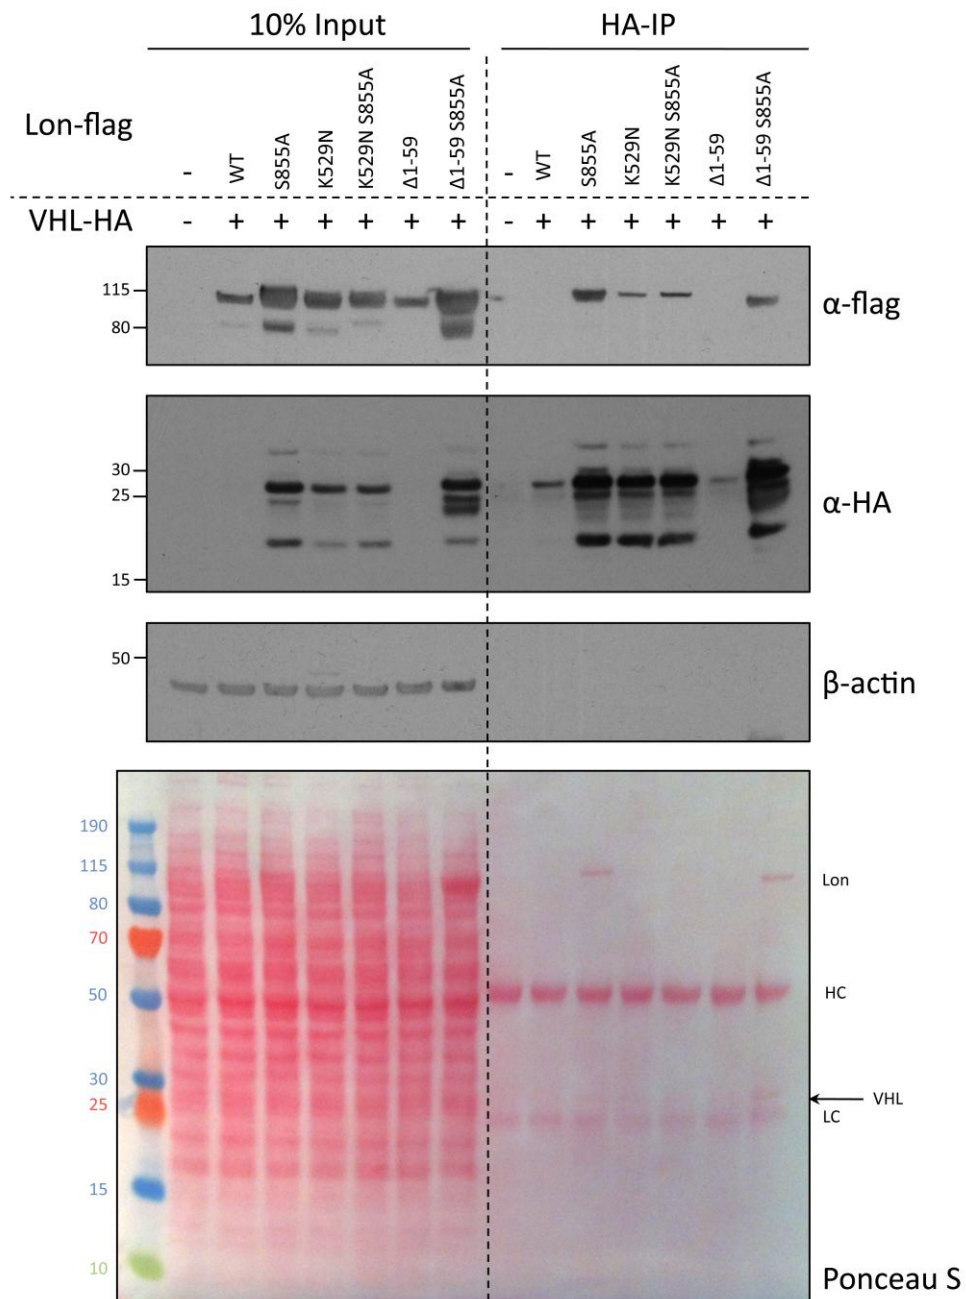 10% Input HA-IP
Lon-flag - WT S855A K529N K529N S855A Δ1-59 Δ1-59 S855A - WT S855A K529N K529N S855A Δ1-59 Δ1-59 S855A
VHL-HA - + + + + + + - + + + + + +
115
80
α-flag
30
25
15
α-HA
50
β-actin
190
115
80
70
50
30
25
15
10
Lon
HC
VHL
LC
Ponceau S